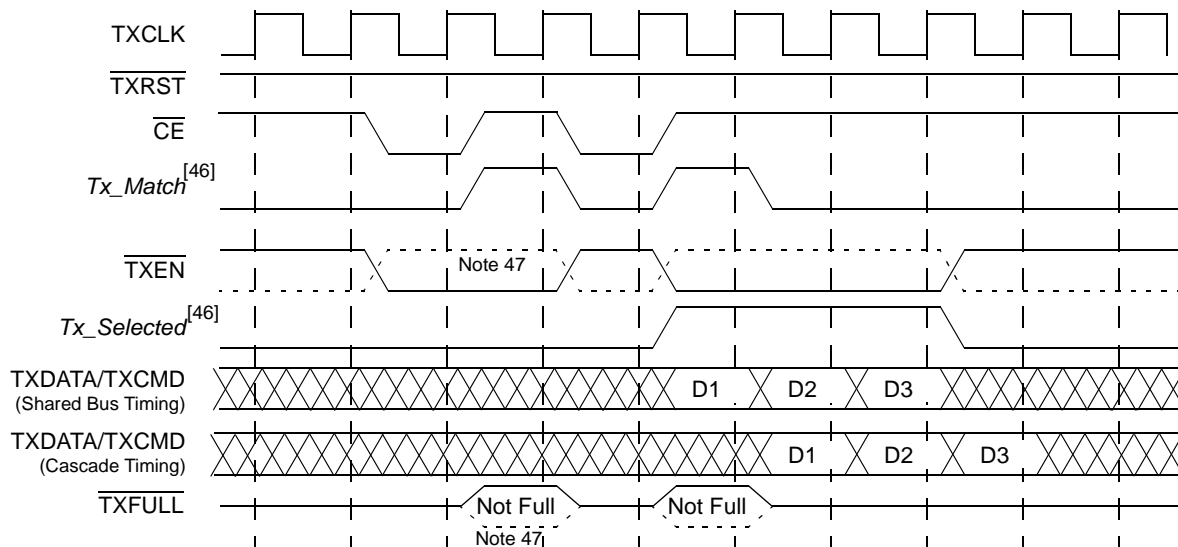 TXCLK
TXRST
CE
Tx_Match[46]
TXEN
Note 47
Tx_Selected[46]
TXDATA/TXCMD
(Shared Bus Timing)
D1 D2 D3
TXDATA/TXCMD
(Cascade Timing)
D1 D2 D3
TXFULL
Not Full Not Full
Note 47